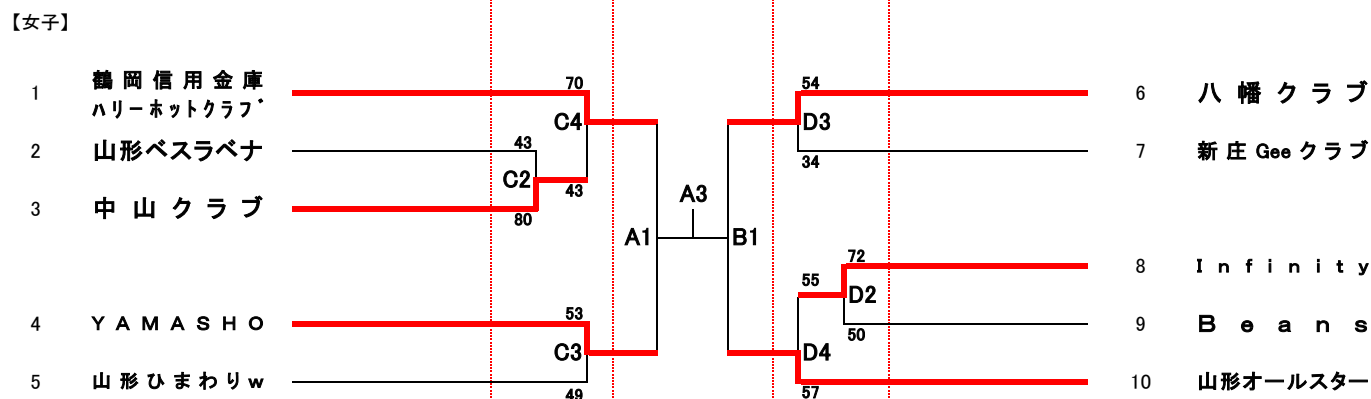 【女子】
1 鶴岡信用金庫
ハリーホットクラブ
2 山形ベスラベナ
3 中山クラブ
4 YAMASHO
5 山形ひまわりw
70
C4
43
C2
43
80
A1
53
C3
49
A3
B1
54
D3
34
72
55
D2
50
D4
57
6 八幡クラブ
7 新庄Geeクラブ
8 Infinity
9 Beans
10 山形オールスター